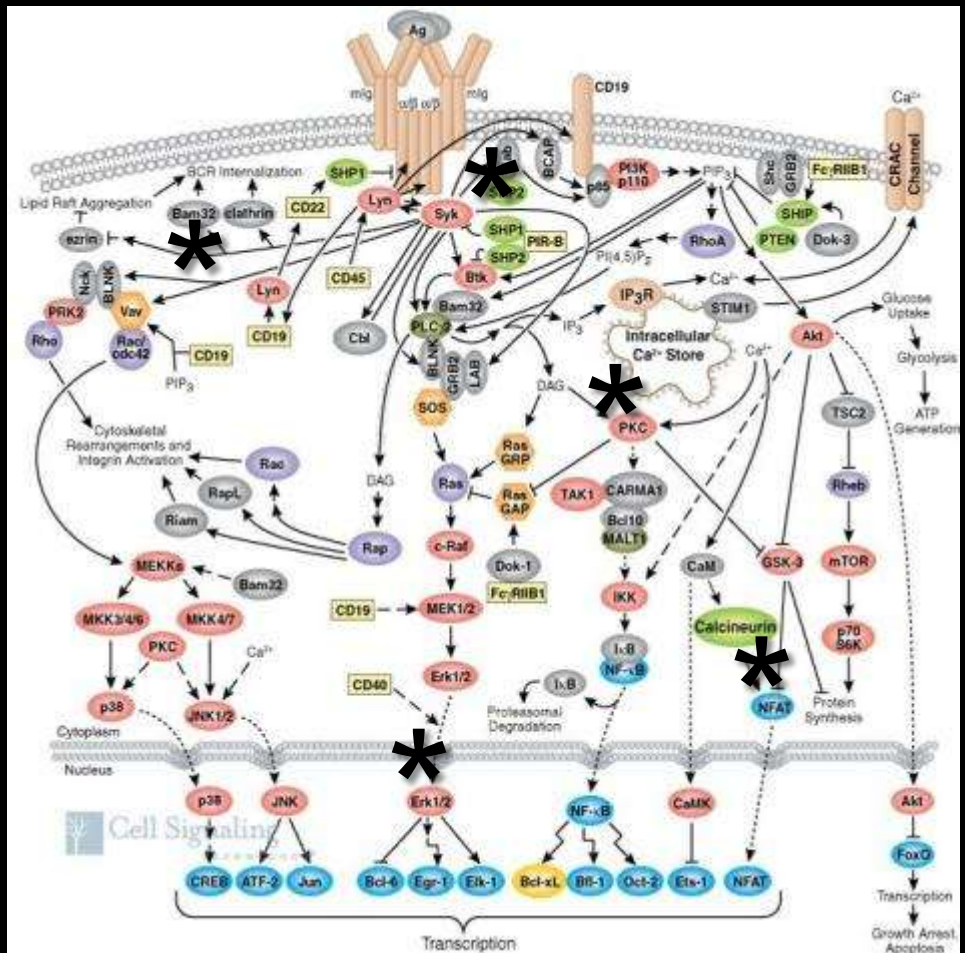 Ag
CD19
mIg
α/β α/β
mIg
Ca²⁺
CRAC
Channel
BCR Internalization
SHP1
BCAP
p85
PI3K
p110
PIP₃
Shc
GRB2
FcγRIIB1
Lipid Raft Aggregation
Bam32
clathrin
CD22
Lyn
Syk
SHP1
SHP2
PIR-B
RhoA
PTEN
SHIP
Dok-3
ezrin
CD45
Btk
PI(4,5)P₂
Nck
BLNK
Lyn
Bam32
IP₃R
Ca²⁺
STIM1
PRK2
Vav
CD19
Cbl
IP₃
Intracellular
Ca²⁺ Store
Akt
Glucose
Uptake
Rho
Rac/
cdc42
CD19
BLNK
GRB2
LAB
Ca²⁺
Glycolysis
PIP₃
DAG
SOS
PKC
TSC2
ATP
Generation
Cytoskeletal
Rearrangements and
Integrin Activation
Rac
DAG
Ras
GRP
RapL
Ras
Ras
GAP
TAK1
CARMA1
Rheb
Riam
Bcl10
MALT1
Rap
c-Raf
MEKKs
Bam32
Dok-1
FcγRIIB1
CaM
GSK-3
mTOR
CD19
MEK1/2
IKK
MKK3/4/6
MKK4/7
Calcineurin
p70
S6K
PKC
Ca²⁺
IκB
NF-κB
CD40
Erk1/2
IκB
p38
JNK1/2
Proteasomal
Degradation
NFAT
Protein
Synthesis
Cytoplasm
Nucleus
p38
JNK
Erk1/2
NF-κB
CaMK
Akt
Cell Signaling
FoxO
CREB
ATF-2
Jun
Bcl-6
Egr-1
Elk-1
Bcl-xL
Bfl-1
Oct-2
Ets-1
NFAT
Transcription
Transcription
Growth Arrest,
Apoptosis